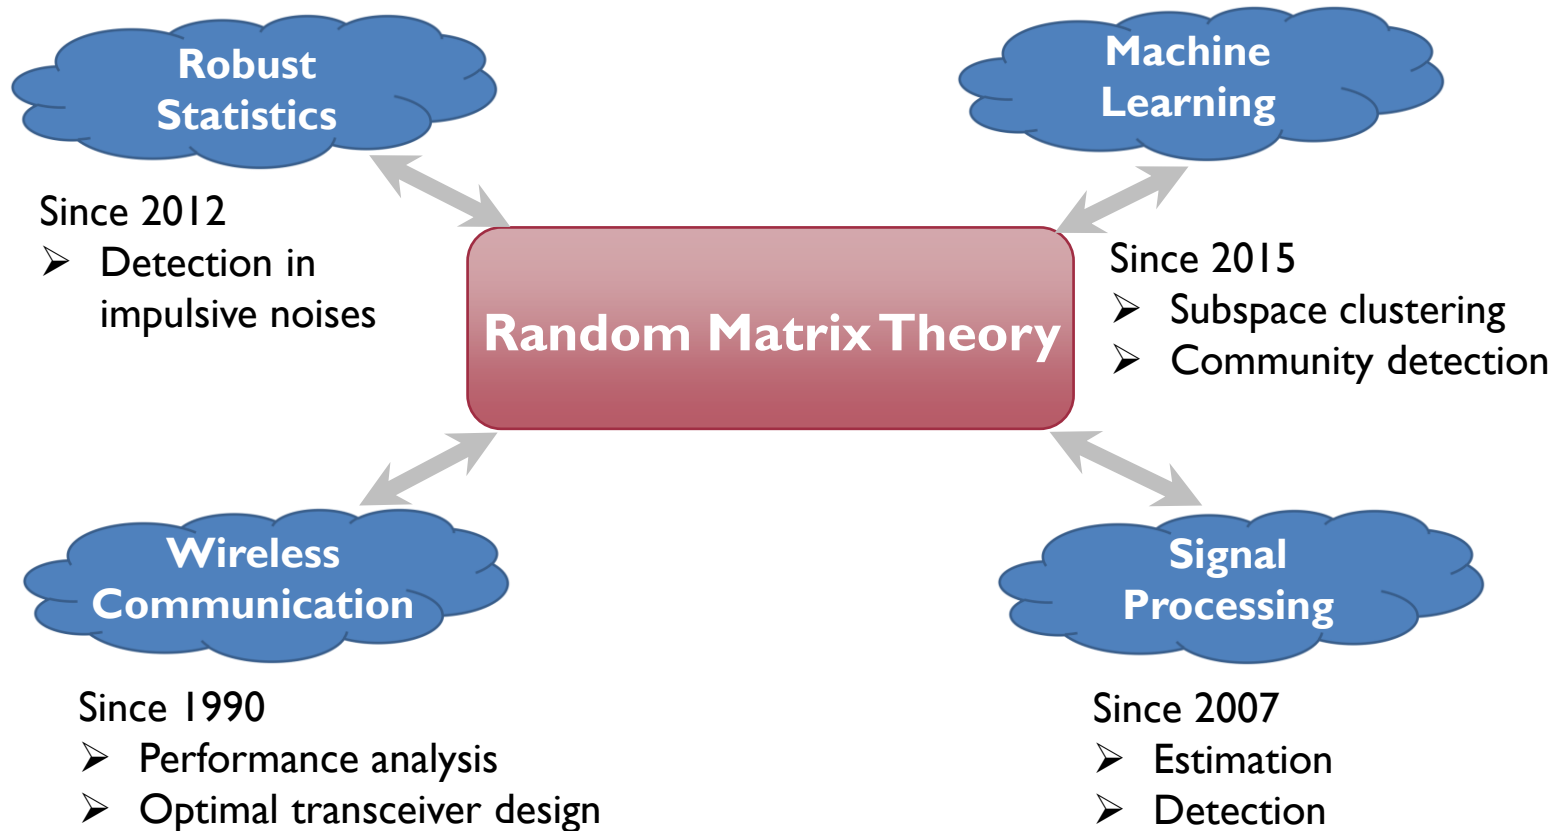 Robust
Statistics
Since 2012
➢ Detection in
impulsive noises
Machine
Learning
Since 2015
➢ Subspace clustering
➢ Community detection
Random Matrix Theory
Wireless
Communication
Since 1990
➢ Performance analysis
➢ Optimal transceiver design
Signal
Processing
Since 2007
➢ Estimation
➢ Detection